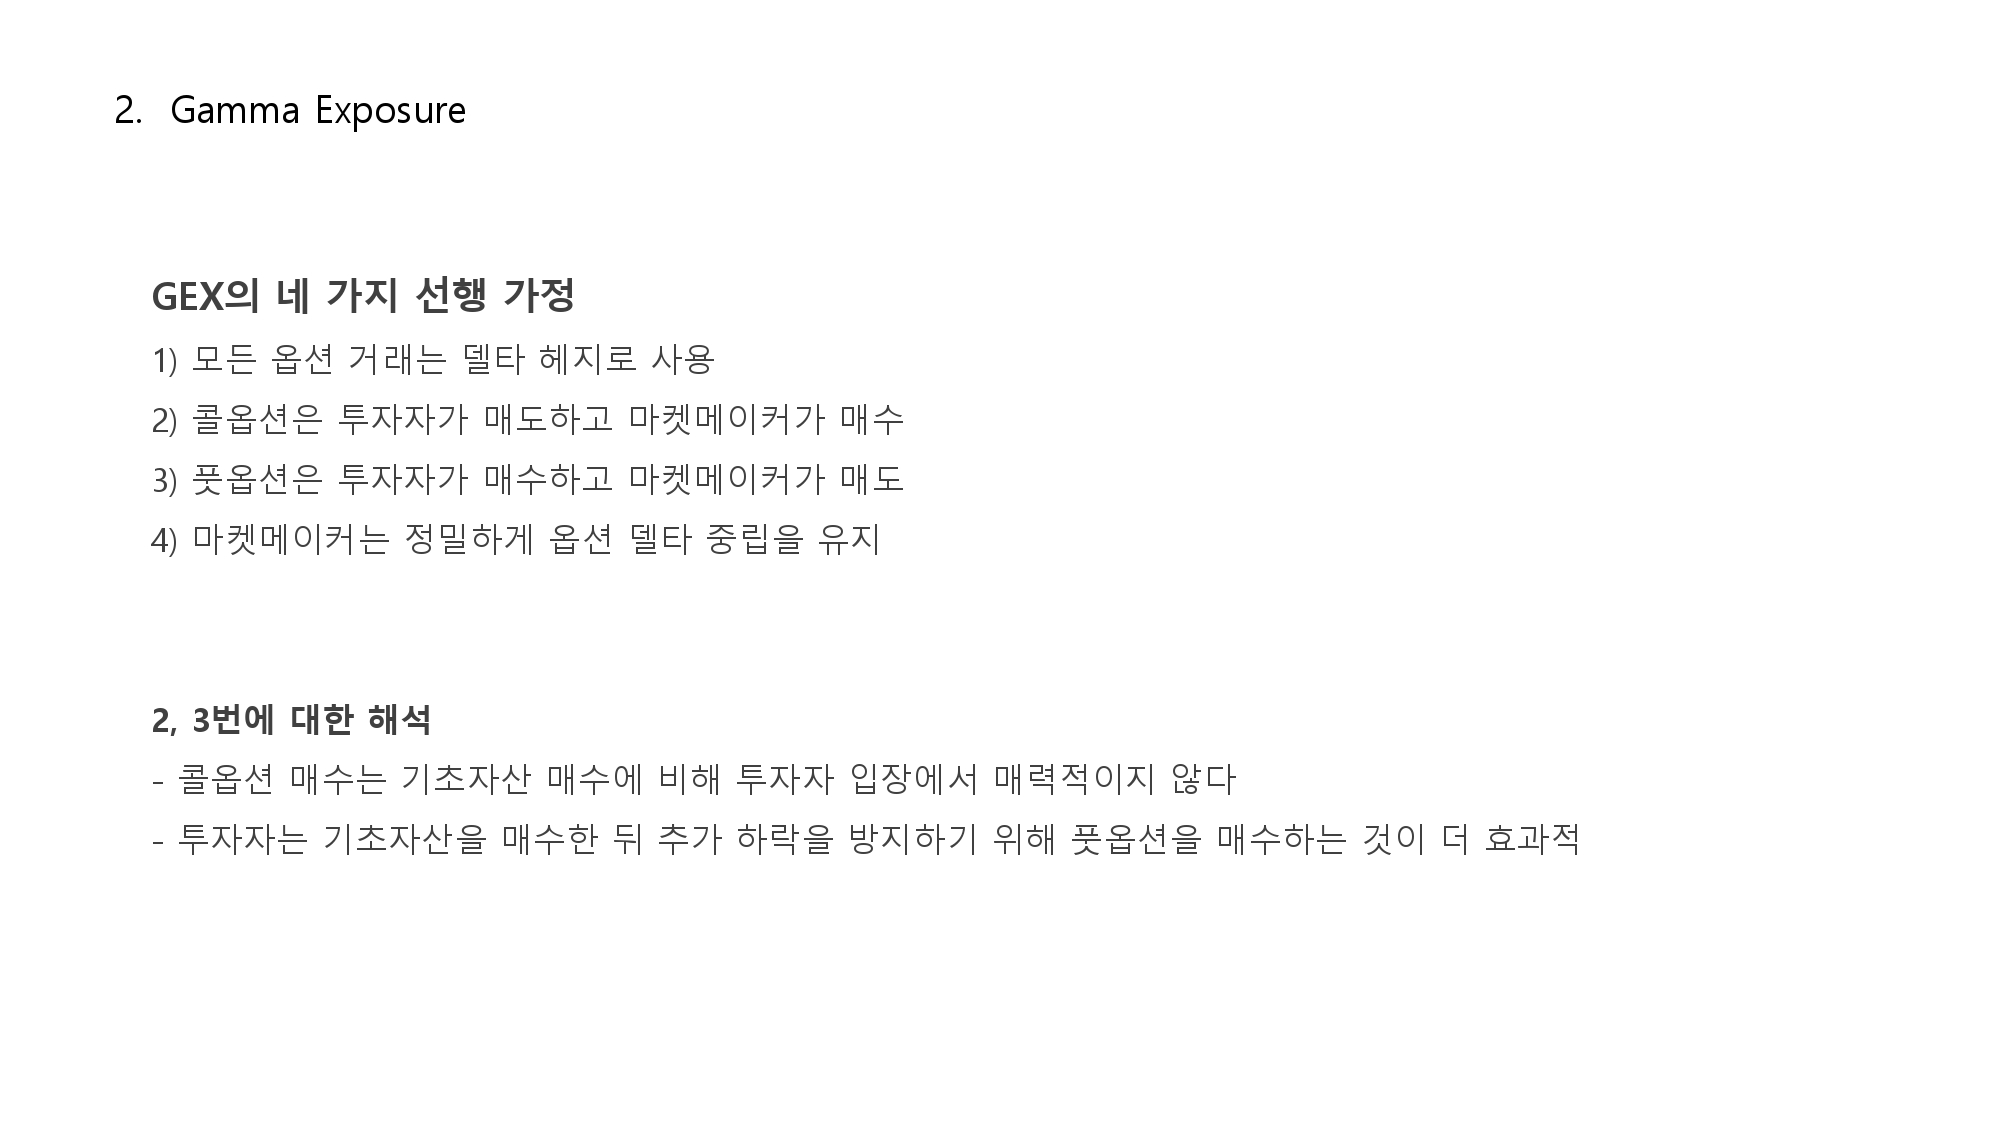 2. Gamma Exposure
GEX의 네 가지 선행 가정
1) 모든 옵션 거래는 델타 헤지로 사용
2) 콜옵션은 투자자가 매도하고 마켓메이커가 매수
3) 풋옵션은 투자자가 매수하고 마켓메이커가 매도
4) 마켓메이커는 정밀하게 옵션 델타 중립을 유지
2, 3번에 대한 해석
- 콜옵션 매수는 기초자산 매수에 비해 투자자 입장에서 매력적이지 않다
- 투자자는 기초자산을 매수한 뒤 추가 하락을 방지하기 위해 풋옵션을 매수하는 것이 더 효과적